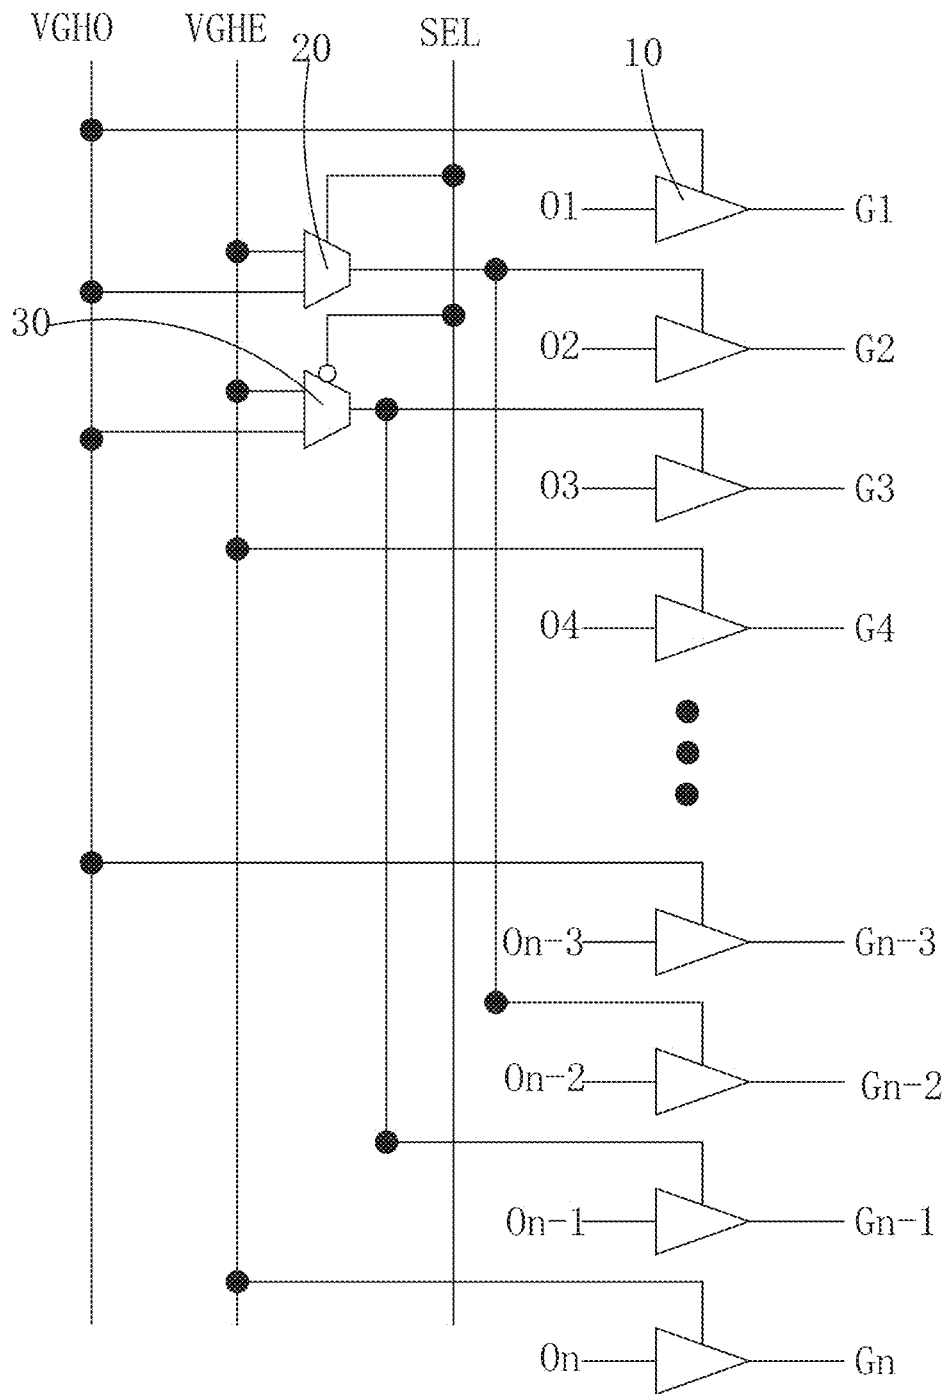 VGHO VGHE 20 SEL 10
O1 G1
30 O2 G2
O3 G3
O4 G4
On-3 Gn-3
On-2 Gn-2
On-1 Gn-1
On Gn